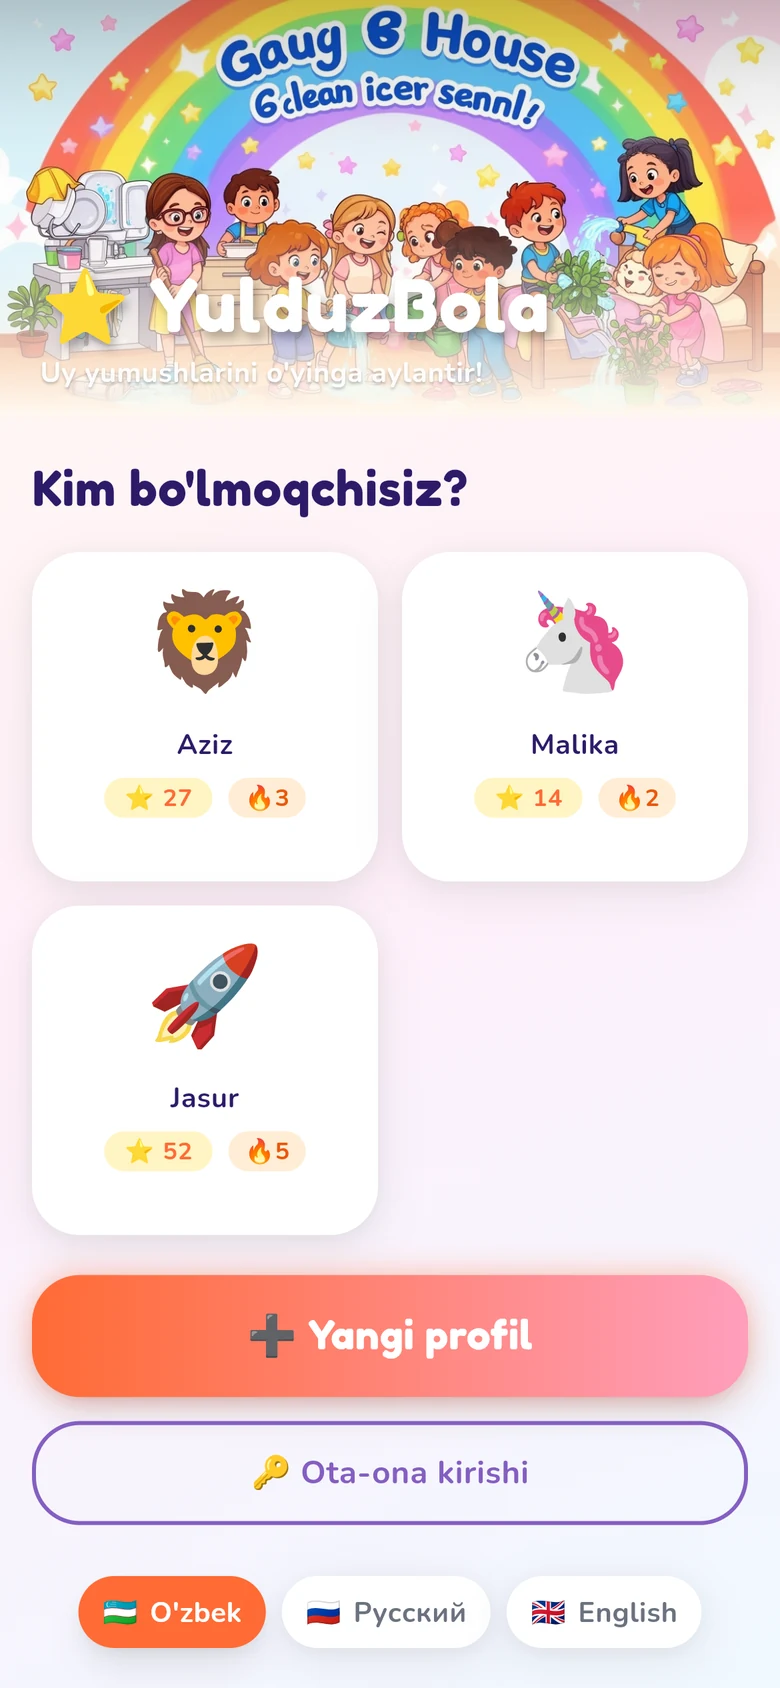 Gaug B House
6 clean icer sennl!
⭐ YulduzBola
Uy yumushlarini o'yinga aylantir!
Kim bo'lmoqchisiz?
Aziz
⭐ 27 🔥3
Malika
⭐ 14 🔥2
Jasur
⭐ 52 🔥5
➕ Yangi profil
🔑 Ota-ona kirishi
🇺🇿 O'zbek
🇷🇺 Русский
🇬🇧 English